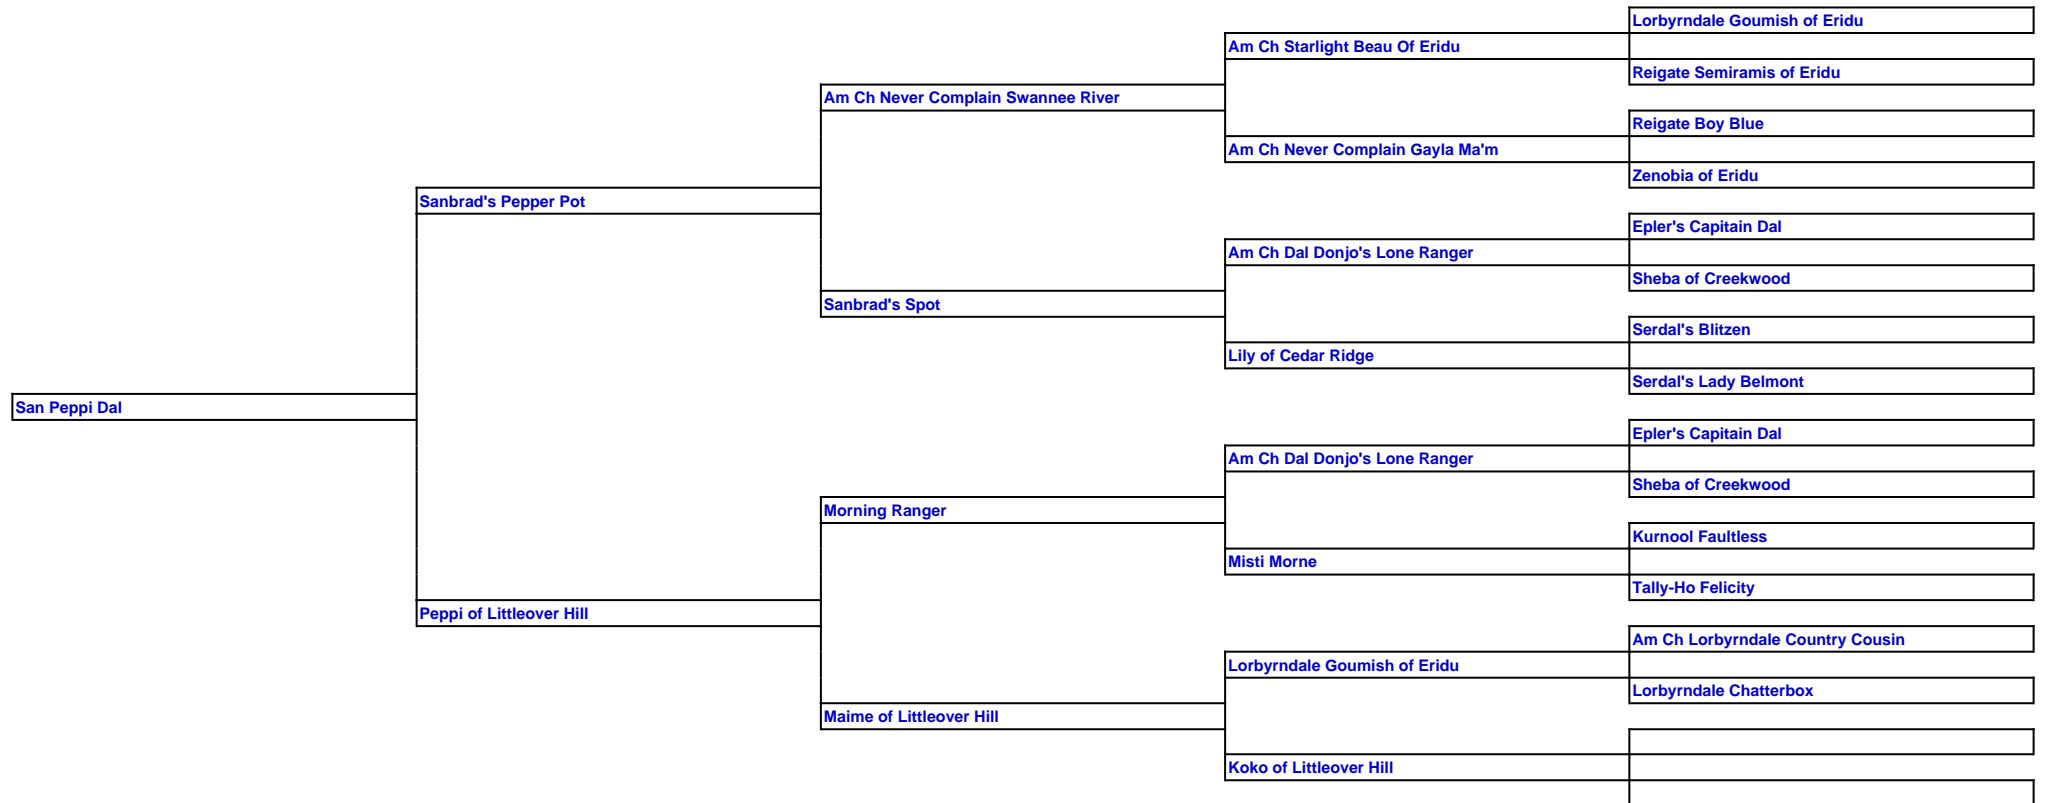 Lorbyrndale Goumish of Eridu
Am Ch Starlight Beau Of Eridu
Reigate Semiramis of Eridu
Am Ch Never Complain Swannee River
Reigate Boy Blue
Am Ch Never Complain Gayla Ma'm
Zenobia of Eridu
Sanbrad's Pepper Pot
Epler's Capitain Dal
Am Ch Dal Donjo's Lone Ranger
Sheba of Creekwood
Sanbrad's Spot
Serdal's Blitzen
Lily of Cedar Ridge
Serdal's Lady Belmont
San Peppi Dal
Epler's Capitain Dal
Am Ch Dal Donjo's Lone Ranger
Sheba of Creekwood
Morning Ranger
Kurnool Faultless
Misti Morne
Tally-Ho Felicity
Peppi of Littleover Hill
Am Ch Lorbyrndale Country Cousin
Lorbyrndale Goumish of Eridu
Lorbyrndale Chatterbox
Maime of Littleover Hill
Koko of Littleover Hill